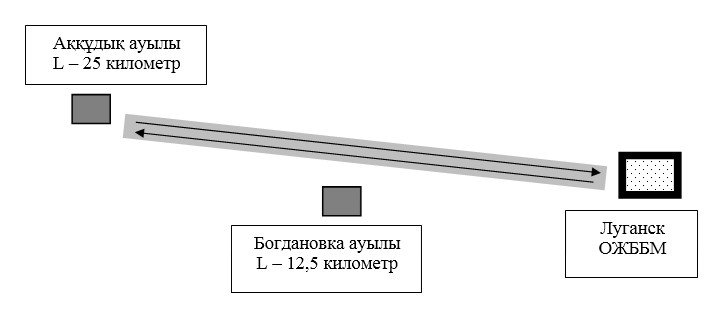 Аққұдық ауылы
L – 25 километр
Богдановка ауылы
L – 12,5 километр
Луганск
ОЖББМ